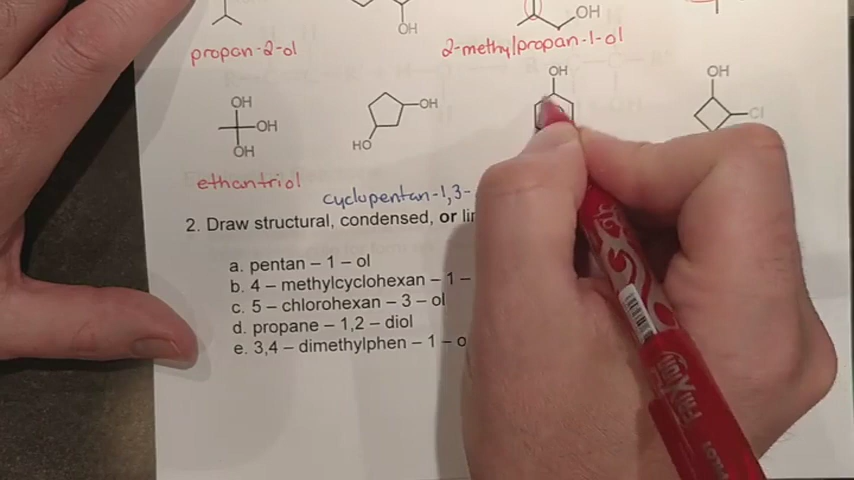 OH
OH
propan-2-ol
2-methylpropan-1-ol
OH
OH
OH
OH
OH
HO
OH
Cl
ethantriol
cyclopentan-1,3-
2. Draw structural, condensed, or
a. pentan – 1 – ol
b. 4 – methylcyclohexan – 1 –
c. 5 – chlorohexan – 3 – ol
d. propane – 1,2 – diol
e. 3,4 – dimethylphen – 1 – o
FriXion
PILOT